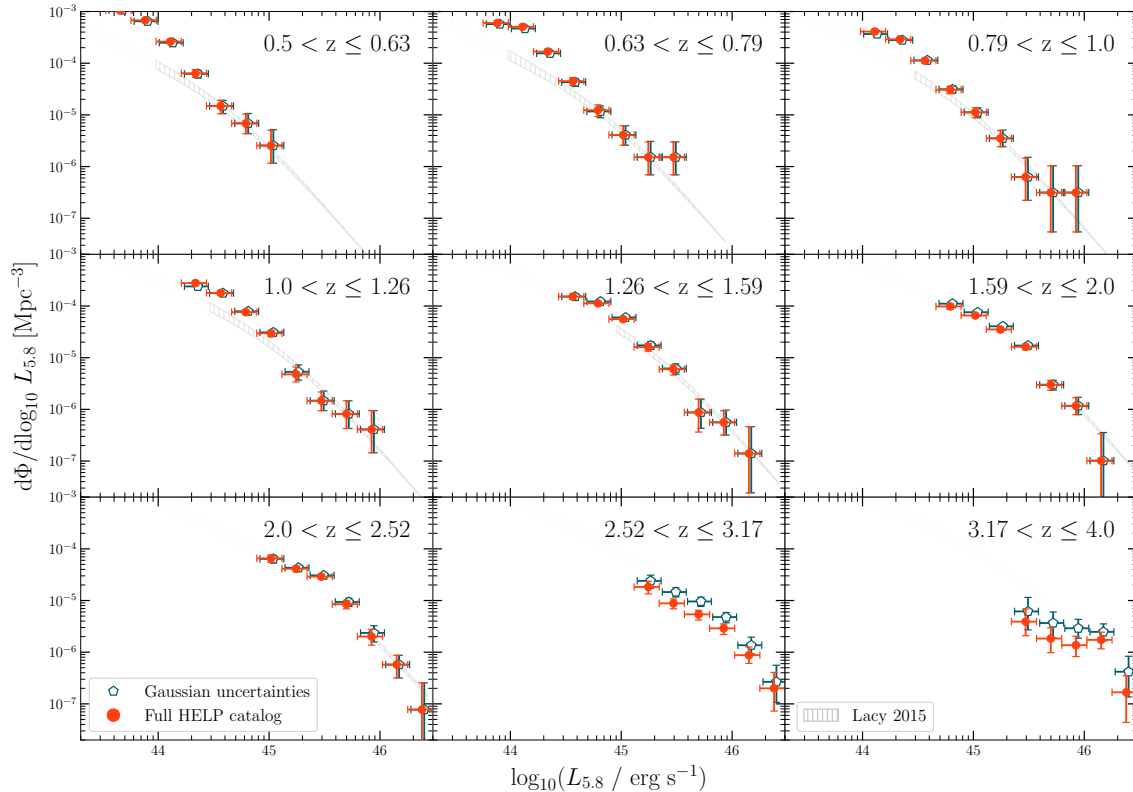 10⁻³
0.5 < z ≤ 0.63
0.63 < z ≤ 0.79
0.79 < z ≤ 1.0
10⁻⁴
10⁻⁵
10⁻⁶
10⁻⁷
10⁻³
1.0 < z ≤ 1.26
1.26 < z ≤ 1.59
1.59 < z ≤ 2.0
10⁻⁴
10⁻⁵
10⁻⁶
10⁻⁷
10⁻³
2.0 < z ≤ 2.52
2.52 < z ≤ 3.17
3.17 < z ≤ 4.0
10⁻⁴
10⁻⁵
10⁻⁶
10⁻⁷
dΦ/dlog₁₀ L₅.₈ [Mpc⁻³]
Gaussian uncertainties
Full HELP catalog
Lacy 2015
44 45 46 44 45 46 44 45 46
log₁₀(L₅.₈ / erg s⁻¹)